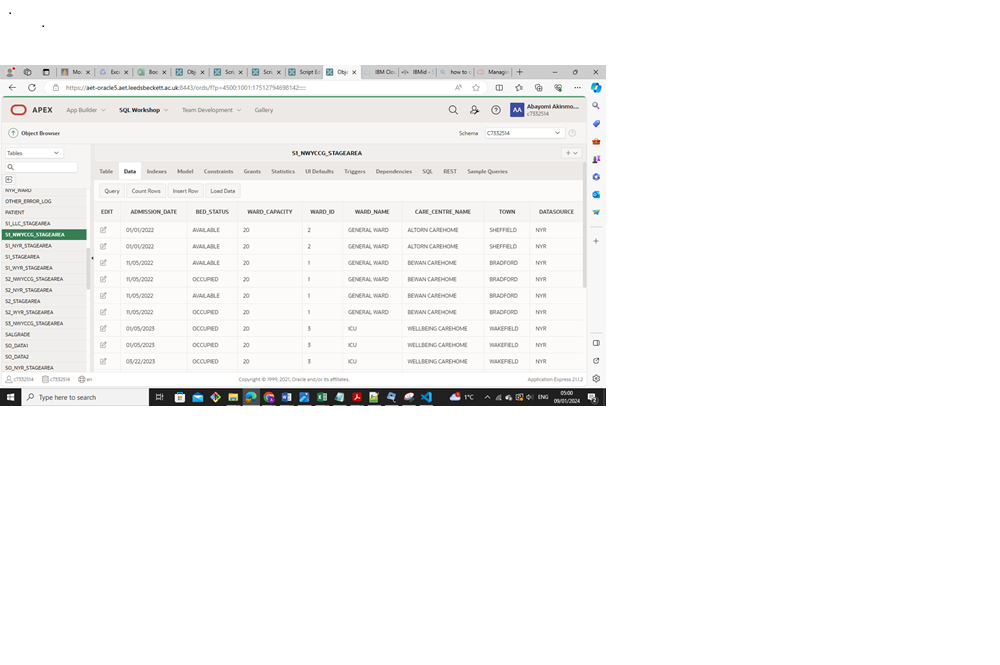 Mo: Exce Boo Obj Scri Scri Script Ed Obje IBM Clou IBMid - how to c Managin
https://aet-oracle5.aet.leedsbeckett.ac.uk:8443/ords/f?p=4500:1001:17512794698142:::::
APEX App Builder SQL Workshop Team Development Gallery AA Abayomi Akinmo...
c7332514
Object Browser Schema C7332514
Tables S1_NWYCCG_STAGEAREA
Table Data Indexes Model Constraints Grants Statistics UI Defaults Triggers Dependencies SQL REST Sample Queries
Query Count Rows Insert Row Load Data
NYR_WARD
OTHER_ERROR_LOG
PATIENT
S1_LLC_STAGEAREA
S1_NWYCCG_STAGEAREA
S1_NYR_STAGEAREA
S1_STAGEAREA
S1_WYR_STAGEAREA
S2_NWYCCG_STAGEAREA
S2_NYR_STAGEAREA
S2_STAGEAREA
S2_WYR_STAGEAREA
S3_NWYCCG_STAGEAREA
SALGRADE
SO_DATA1
SO_DATA2
SO_NYR_STAGEAREA
EDIT ADMISSION_DATE BED_STATUS WARD_CAPACITY WARD_ID WARD_NAME CARE_CENTRE_NAME TOWN DATASOURCE
01/01/2022 AVAILABLE 20 2 GENERAL WARD ALTORN CAREHOME SHEFFIELD NYR
01/01/2022 AVAILABLE 20 2 GENERAL WARD ALTORN CAREHOME SHEFFIELD NYR
11/05/2022 AVAILABLE 20 1 GENERAL WARD BEWAN CAREHOME BRADFORD NYR
11/05/2022 OCCUPIED 20 1 GENERAL WARD BEWAN CAREHOME BRADFORD NYR
11/05/2022 AVAILABLE 20 1 GENERAL WARD BEWAN CAREHOME BRADFORD NYR
11/05/2022 OCCUPIED 20 1 GENERAL WARD BEWAN CAREHOME BRADFORD NYR
01/05/2023 OCCUPIED 20 3 ICU WELLBEING CAREHOME WAKEFIELD NYR
01/05/2023 OCCUPIED 20 3 ICU WELLBEING CAREHOME WAKEFIELD NYR
03/22/2023 OCCUPIED 20 3 ICU WELLBEING CAREHOME WAKEFIELD NYR
c7332514 c7332514 en Copyright © 1999, 2021, Oracle and/or its affiliates. Application Express 21.1.2
Type here to search 1°C ENG 05:00
09/01/2024